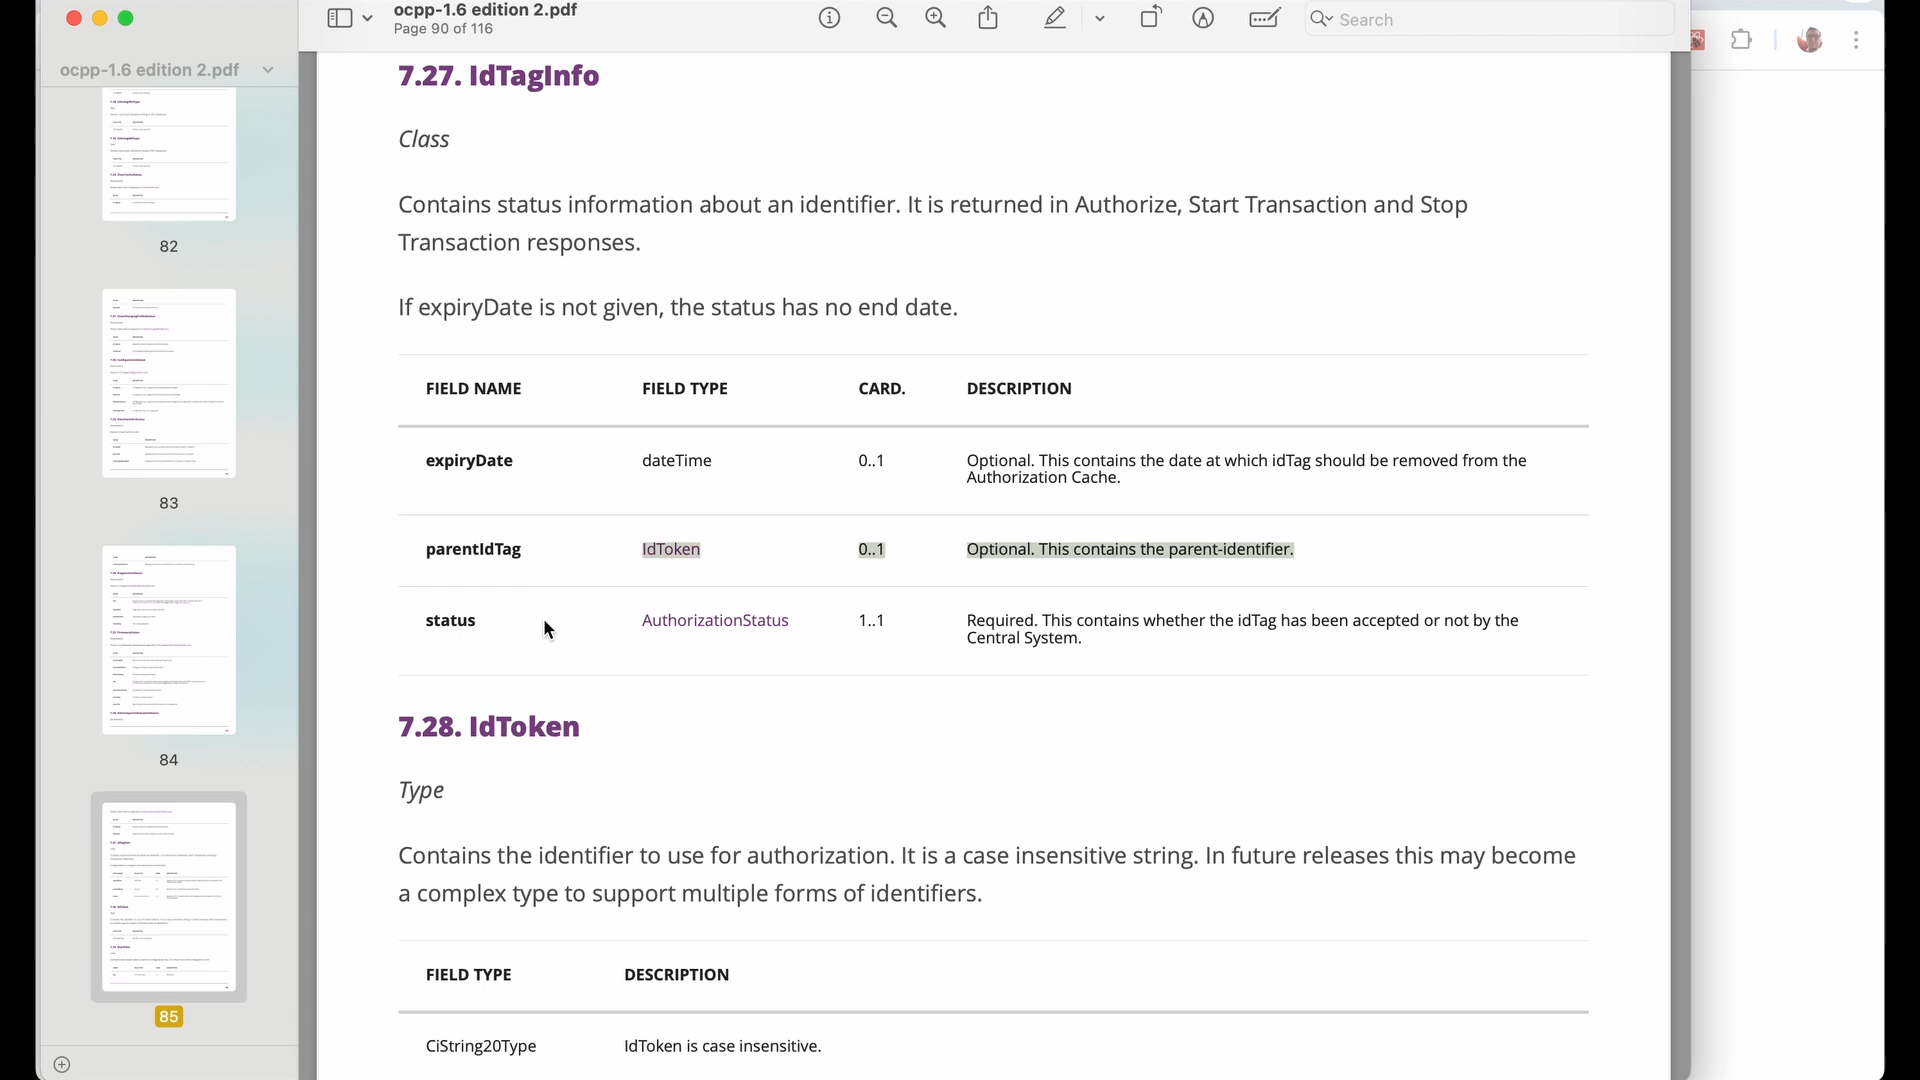 ocpp-1.6 edition 2.pdf
Page 90 of 116
Search
ocpp-1.6 edition 2.pdf
82
83
84
85
7.27. IdTagInfo
Class
Contains status information about an identifier. It is returned in Authorize, Start Transaction and Stop
Transaction responses.
If expiryDate is not given, the status has no end date.
FIELD NAME FIELD TYPE CARD. DESCRIPTION
expiryDate dateTime 0..1 Optional. This contains the date at which idTag should be removed from the
Authorization Cache.
parentIdTag IdToken 0..1 Optional. This contains the parent-identifier.
status AuthorizationStatus 1..1 Required. This contains whether the idTag has been accepted or not by the
Central System.
7.28. IdToken
Type
Contains the identifier to use for authorization. It is a case insensitive string. In future releases this may become
a complex type to support multiple forms of identifiers.
FIELD TYPE DESCRIPTION
CiString20Type IdToken is case insensitive.